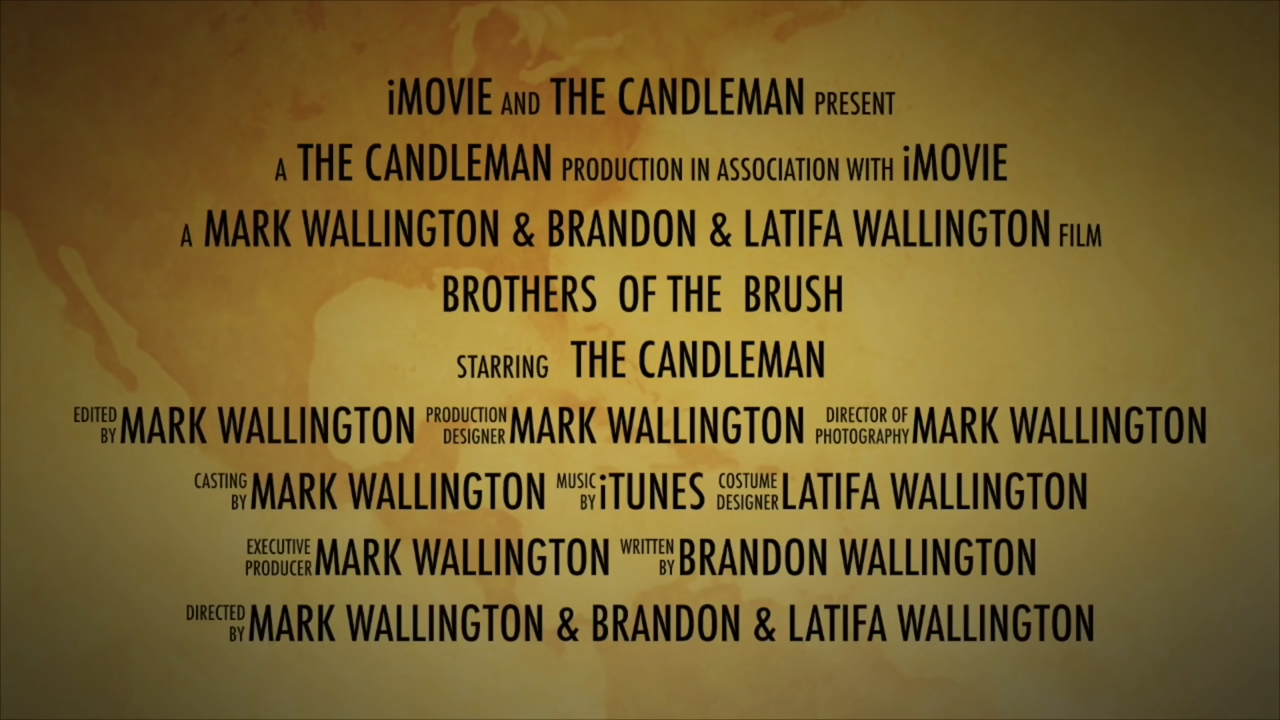 iMOVIE AND THE CANDLEMAN PRESENT
A THE CANDLEMAN PRODUCTION IN ASSOCIATION WITH iMOVIE
A MARK WALLINGTON & BRANDON & LATIFA WALLINGTON FILM
BROTHERS OF THE BRUSH
STARRING THE CANDLEMAN
EDITED BY MARK WALLINGTON PRODUCTION DESIGNER MARK WALLINGTON DIRECTOR OF PHOTOGRAPHY MARK WALLINGTON
CASTING BY MARK WALLINGTON MUSIC BY iTUNES COSTUME DESIGNER LATIFA WALLINGTON
EXECUTIVE PRODUCER MARK WALLINGTON WRITTEN BY BRANDON WALLINGTON
DIRECTED BY MARK WALLINGTON & BRANDON & LATIFA WALLINGTON